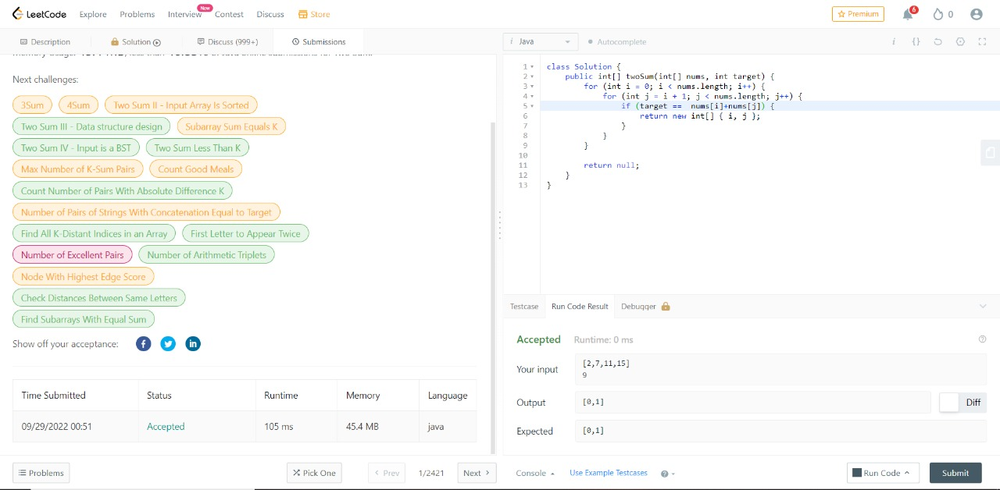 LeetCode Explore Problems Interview New Contest Discuss Store Premium 6 0
Description Solution Discuss (999+) Submissions
Next challenges:
3Sum 4Sum Two Sum II - Input Array Is Sorted
Two Sum III - Data structure design Subarray Sum Equals K
Two Sum IV - Input is a BST Two Sum Less Than K
Max Number of K-Sum Pairs Count Good Meals
Count Number of Pairs With Absolute Difference K
Number of Pairs of Strings With Concatenation Equal to Target
Find All K-Distant Indices in an Array First Letter to Appear Twice
Number of Excellent Pairs Number of Arithmetic Triplets
Node With Highest Edge Score
Check Distances Between Same Letters
Find Subarrays With Equal Sum
Show off your acceptance:
Time Submitted Status Runtime Memory Language
09/29/2022 00:51 Accepted 105 ms 45.4 MB java
Problems Pick One < Prev 1/2421 Next >
i Java Autocomplete i {}
1 class Solution {
2 public int[] twoSum(int[] nums, int target) {
3 for (int i = 0; i < nums.length; i++) {
4 for (int j = i + 1; j < nums.length; j++) {
5 if (target ==  nums[i]+nums[j]) {
6 return new int[] { i, j };
7 }
8 }
9 }
10
11 return null;
12 }
13 }
Testcase Run Code Result Debugger
Accepted Runtime: 0 ms
Your input [2,7,11,15]
9
Output [0,1] Diff
Expected [0,1]
Console Use Example Testcases ? Run Code Submit